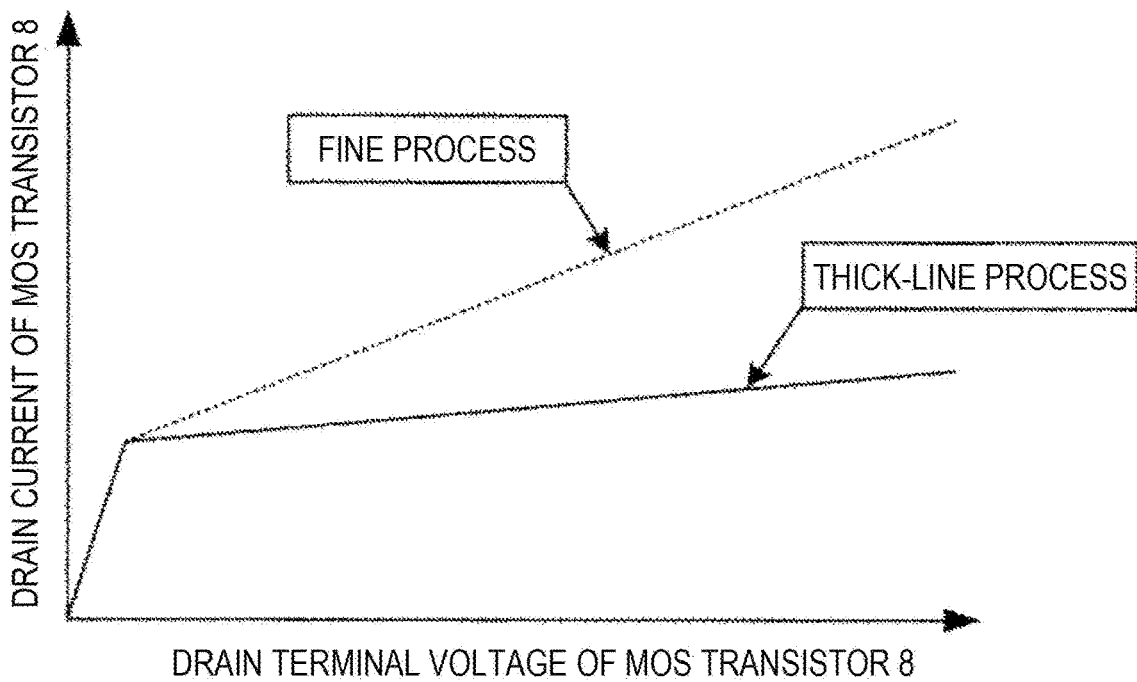 DRAIN CURRENT OF MOS TRANSISTOR 8
FINE PROCESS
THICK-LINE PROCESS
DRAIN TERMINAL VOLTAGE OF MOS TRANSISTOR 8